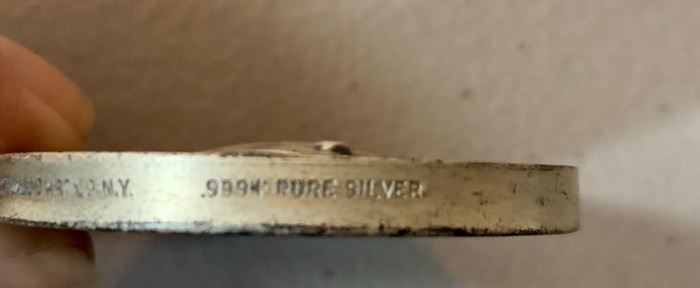 N.Y. .999+ PURE SILVER